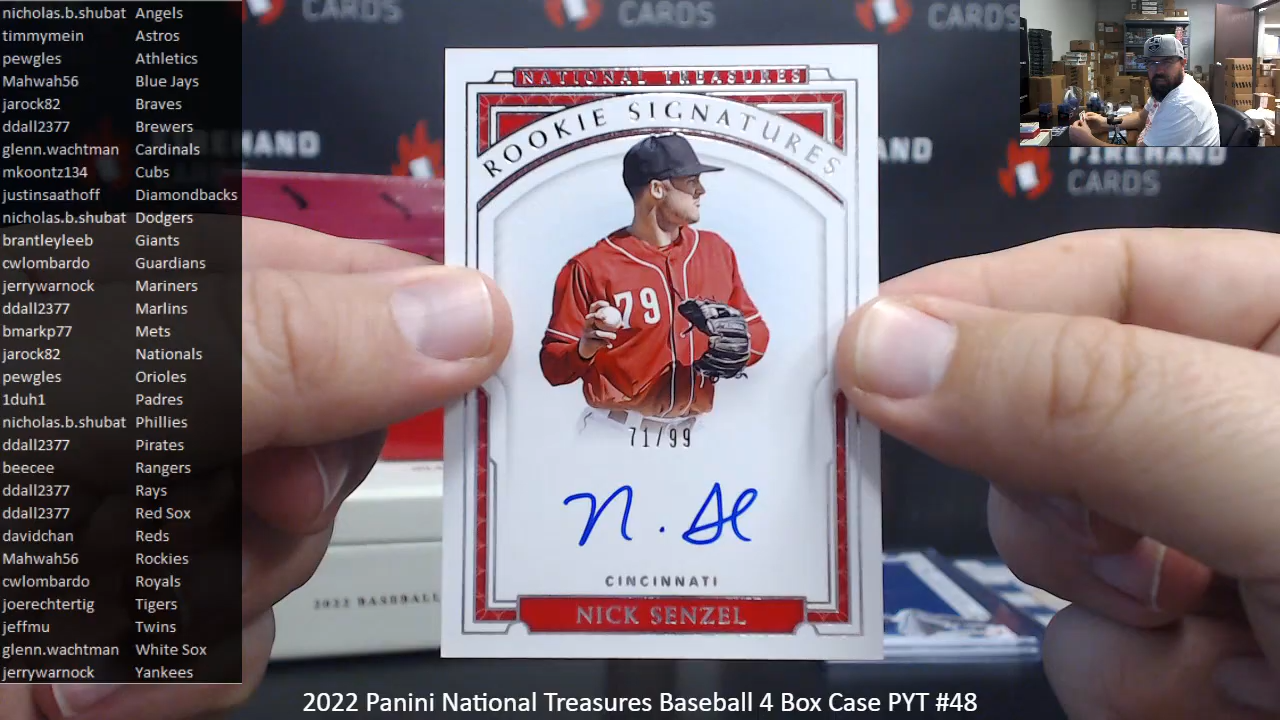 nicholas.b.shubat Angels
timmymein Astros
pewgles Athletics
Mahwah56 Blue Jays
jarock82 Braves
ddall2377 Brewers
glenn.wachtman Cardinals
mkoontz134 Cubs
justinsaathoff Diamondbacks
nicholas.b.shubat Dodgers
brantleyleeb Giants
cwlombardo Guardians
jerrywarnock Mariners
ddall2377 Marlins
bmarkp77 Mets
jarock82 Nationals
pewgles Orioles
1duh1 Padres
nicholas.b.shubat Phillies
ddall2377 Pirates
beecee Rangers
ddall2377 Rays
ddall2377 Red Sox
davidchan Reds
Mahwah56 Rockies
cwlombardo Royals
joerechtertig Tigers
jeffmu Twins
glenn.wachtman White Sox
jerrywarnock Yankees
CARDS
CARDS
CARDS
FIREHAND
CARDS
NATIONAL TREASURES
ROOKIE SIGNATURES
79
71/99
N. S
CINCINNATI
NICK SENZEL
2022 BASEBALL
2022 Panini National Treasures Baseball 4 Box Case PYT #48